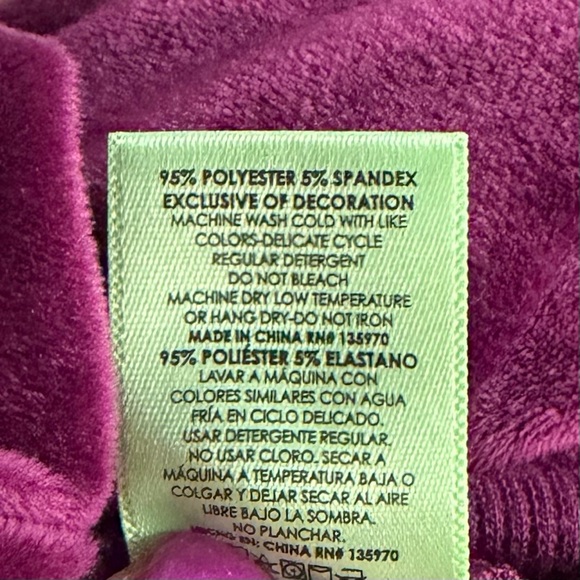 95% POLYESTER 5% SPANDEX
EXCLUSIVE OF DECORATION
MACHINE WASH COLD WITH LIKE
COLORS-DELICATE CYCLE
REGULAR DETERGENT
DO NOT BLEACH
MACHINE DRY LOW TEMPERATURE
OR HANG DRY-DO NOT IRON
MADE IN CHINA RN# 135970
95% POLIÉSTER 5% ELASTANO
LAVAR A MÁQUINA CON
COLORES SIMILARES CON AGUA
FRÍA EN CICLO DELICADO.
USAR DETERGENTE REGULAR.
NO USAR CLORO. SECAR A
MÁQUINA A TEMPERATURA BAJA O
COLGAR Y DEJAR SECAR AL AIRE
LIBRE BAJO LA SOMBRA.
NO PLANCHAR.
HECHO EN: CHINA RN# 135970